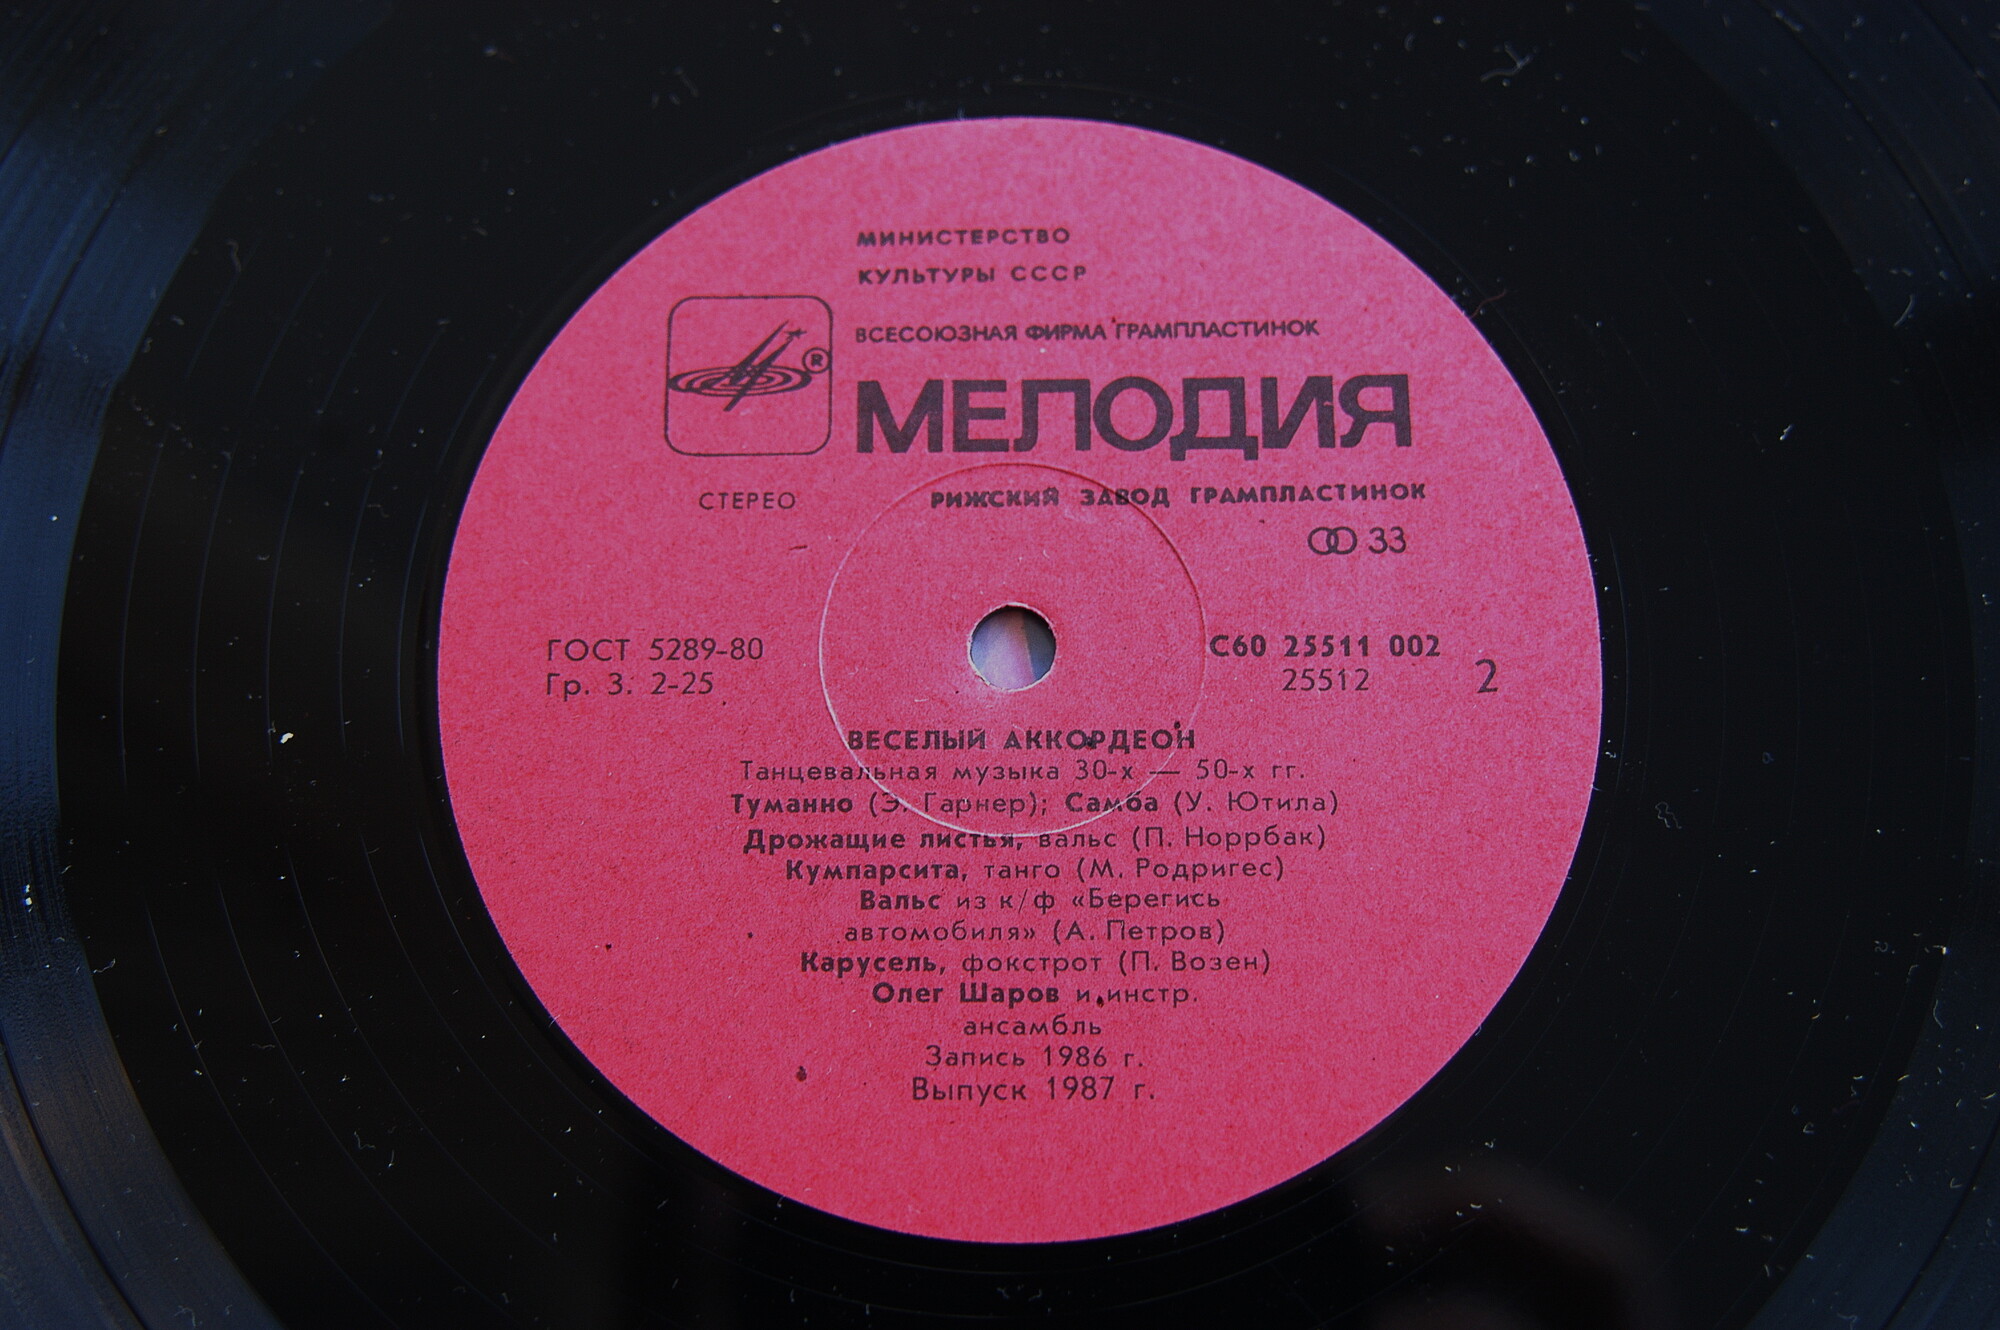 МИНИСТЕРСТВО
КУЛЬТУРЫ СССР
ВСЕСОЮЗНАЯ ФИРМА ГРАМПЛАСТИНОК
®
МЕЛОДИЯ
СТЕРЕО
РИЖСКИЙ ЗАВОД ГРАМПЛАСТИНОК
33
ГОСТ 5289-80
Гр. 3. 2-25
С60 25511 002
25512
2
ВЕСЕЛЫЙ АККОРДЕОН
Танцевальная музыка 30-х — 50-х гг.
Туманно (Э. Гарнер); Самба (У. Ютила)
Дрожащие листья, вальс (П. Норрбак)
Кумпарсита, танго (М. Родригес)
Вальс из к/ф «Берегись
автомобиля» (А. Петров)
Карусель, фокстрот (П. Возен)
Олег Шаров и инстр.
ансамбль
Запись 1986 г.
Выпуск 1987 г.